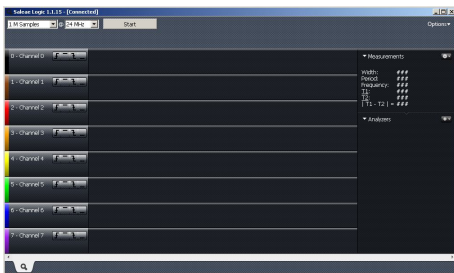 Saleae Logic 1.1.15 - [Connected]
1 M Samples @ 24 MHz Start Options
0 - Channel 0
1 - Channel 1
2 - Channel 2
3 - Channel 3
4 - Channel 4
5 - Channel 5
6 - Channel 6
7 - Channel 7
Measurements
Width: ###
Period: ###
Frequency: ###
T1: ###
T2: ###
| T1 - T2 | = ###
Analyzers